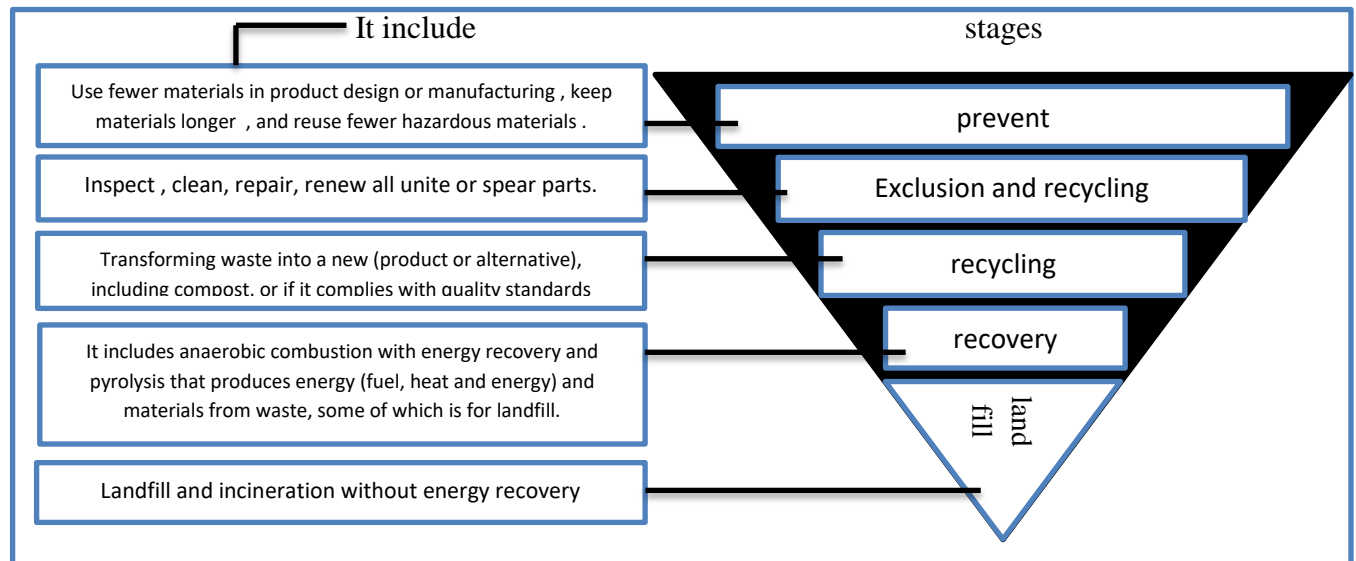 It include
stages
Use fewer materials in product design or manufacturing , keep
materials longer , and reuse fewer hazardous materials .
prevent
Inspect , clean, repair, renew all unite or spear parts.
Exclusion and recycling
Transforming waste into a new (product or alternative),
including compost, or if it complies with quality standards
recycling
It includes anaerobic combustion with energy recovery and
pyrolysis that produces energy (fuel, heat and energy) and
materials from waste, some of which is for landfill.
recovery
land
fill
Landfill and incineration without energy recovery